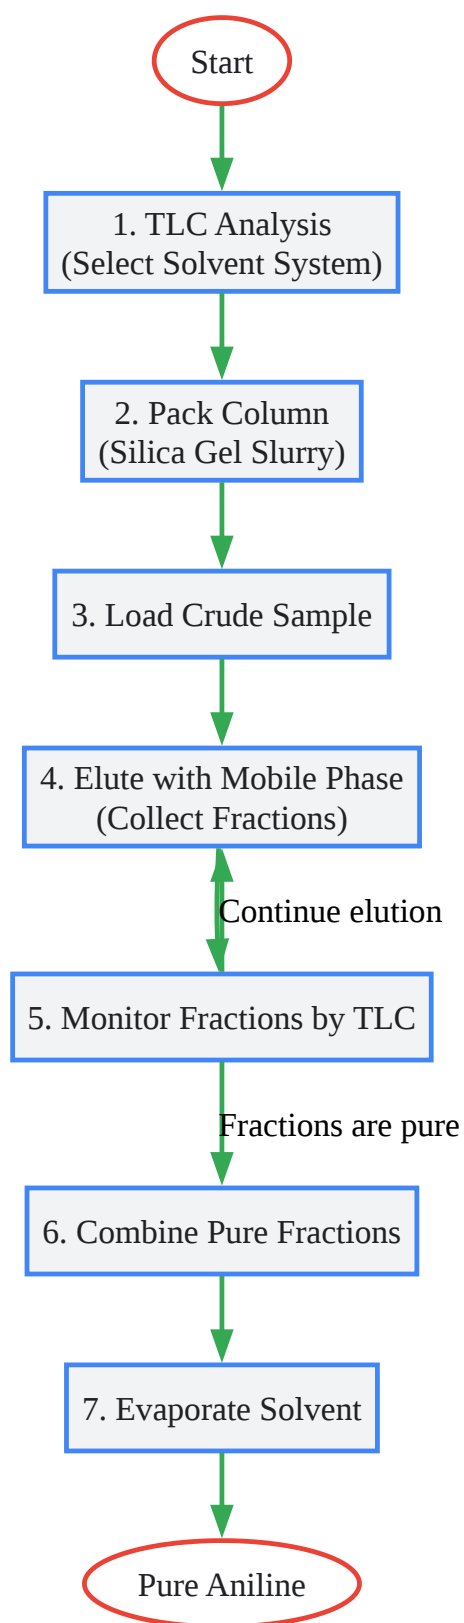 Start
1. TLC Analysis
(Select Solvent System)
2. Pack Column
(Silica Gel Slurry)
3. Load Crude Sample
4. Elute with Mobile Phase
(Collect Fractions)
Continue elution
5. Monitor Fractions by TLC
Fractions are pure
6. Combine Pure Fractions
7. Evaporate Solvent
Pure Aniline